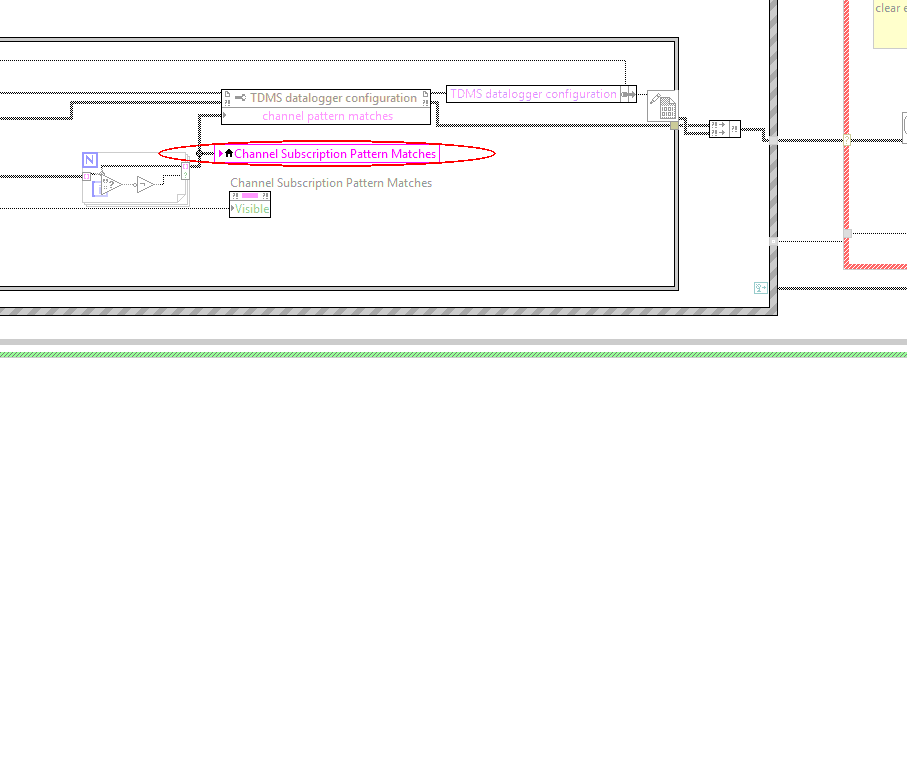 clear e
TDMS datalogger configuration
channel pattern matches
TDMS datalogger configuration
N
Channel Subscription Pattern Matches
Channel Subscription Pattern Matches
Visible